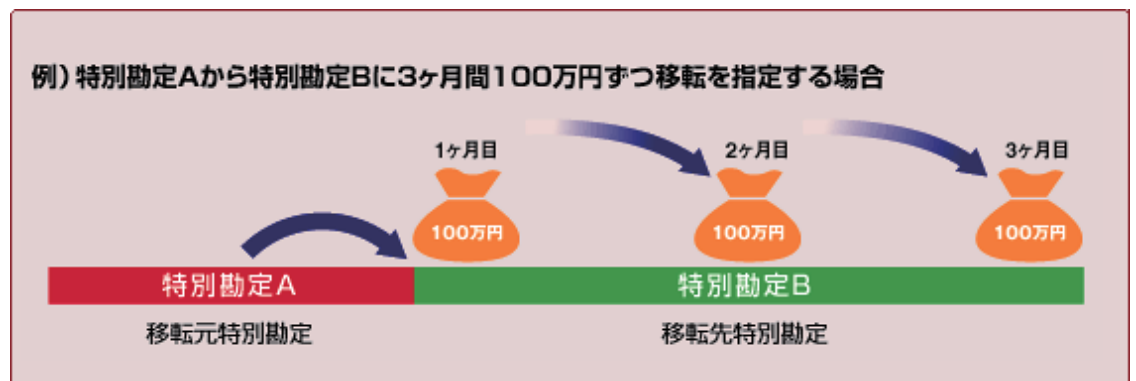 例）特別勘定Aから特別勘定Bに3ヶ月間100万円ずつ移転を指定する場合
1ヶ月目
2ヶ月目
3ヶ月目
100万円
100万円
100万円
特別勘定A
特別勘定B
移転元特別勘定
移転先特別勘定